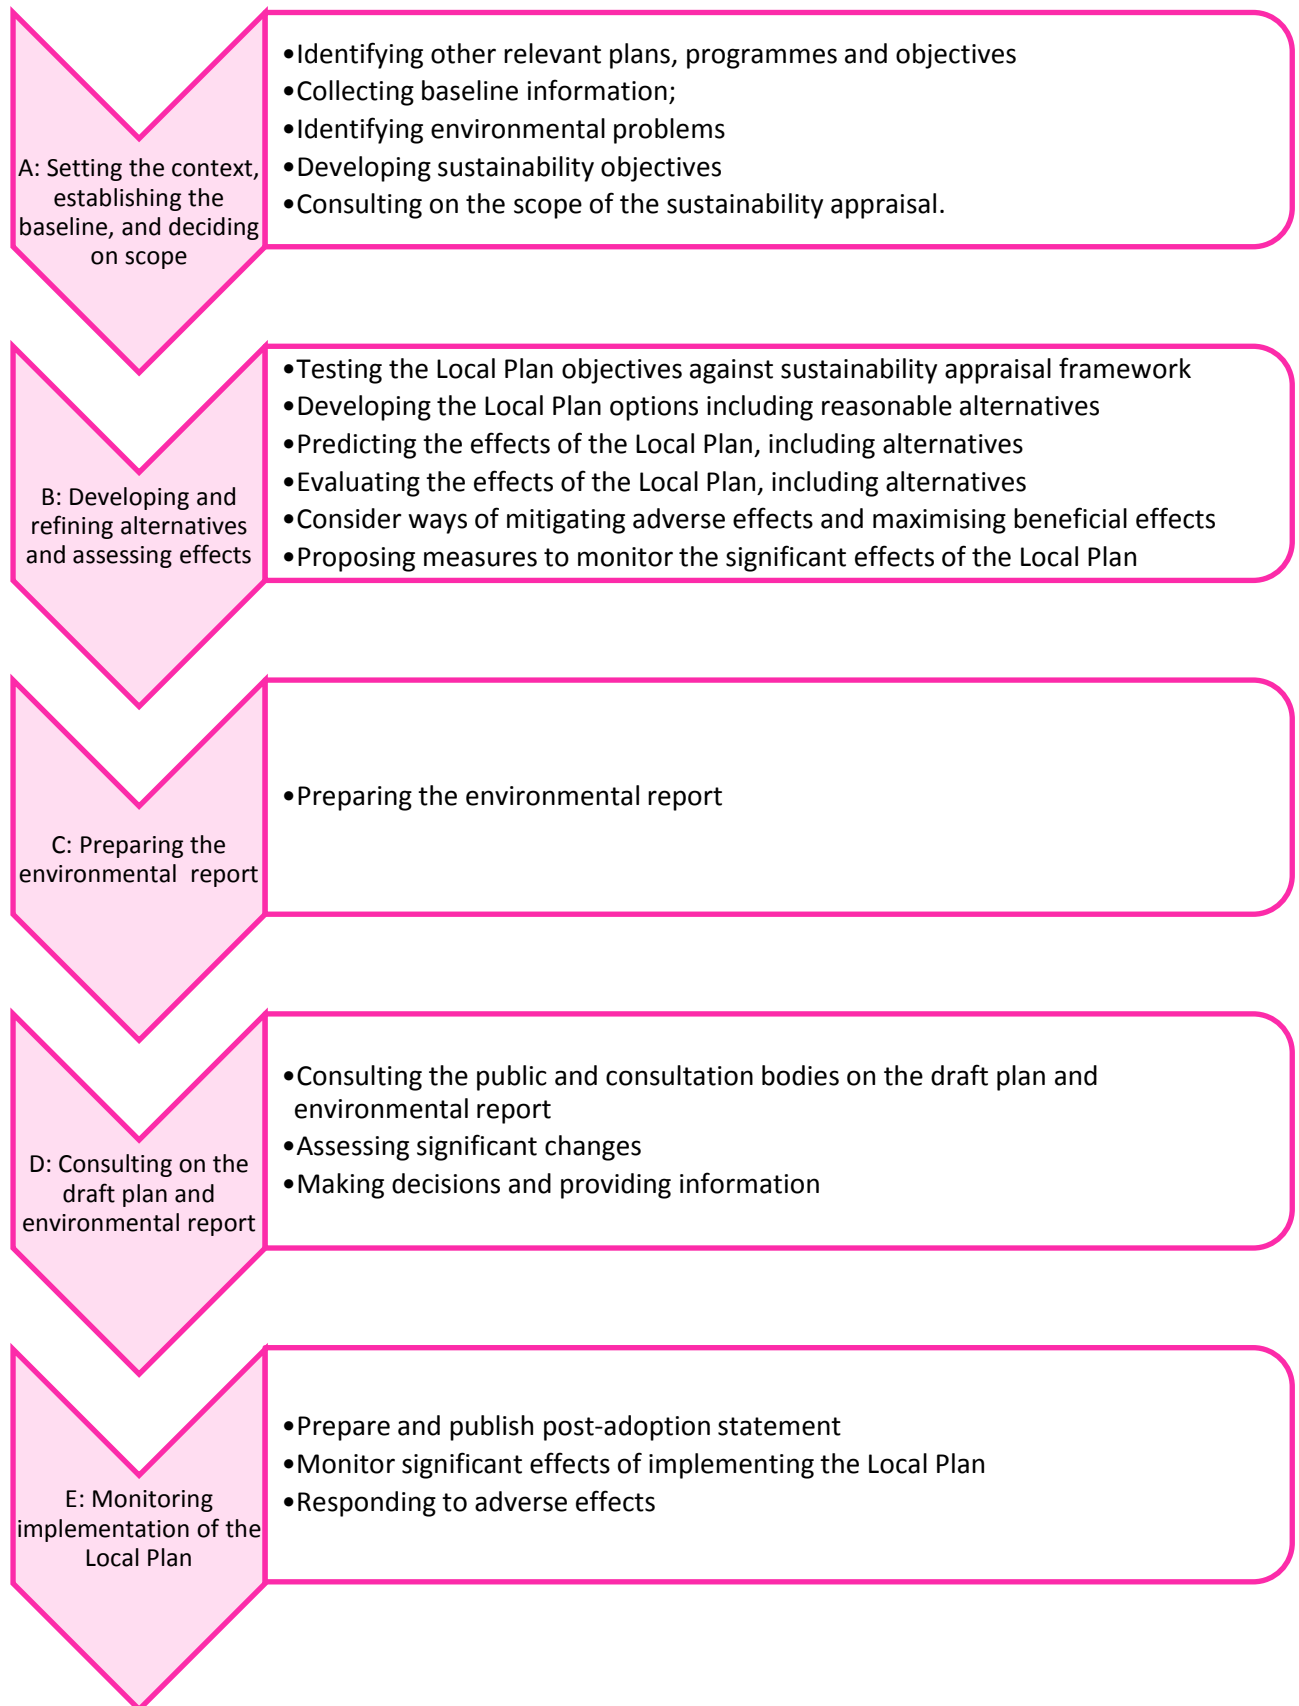 A: Setting the context,
establishing the
baseline, and deciding
on scope
•Identifying other relevant plans, programmes and objectives
•Collecting baseline information;
•Identifying environmental problems
•Developing sustainability objectives
•Consulting on the scope of the sustainability appraisal.
B: Developing and
refining alternatives
and assessing effects
•Testing the Local Plan objectives against sustainability appraisal framework
•Developing the Local Plan options including reasonable alternatives
•Predicting the effects of the Local Plan, including alternatives
•Evaluating the effects of the Local Plan, including alternatives
•Consider ways of mitigating adverse effects and maximising beneficial effects
•Proposing measures to monitor the significant effects of the Local Plan
C: Preparing the
environmental  report
•Preparing the environmental report
D: Consulting on the
draft plan and
environmental report
•Consulting the public and consultation bodies on the draft plan and
environmental report
•Assessing significant changes
•Making decisions and providing information
E: Monitoring
implementation of the
Local Plan
•Prepare and publish post-adoption statement
•Monitor significant effects of implementing the Local Plan
•Responding to adverse effects